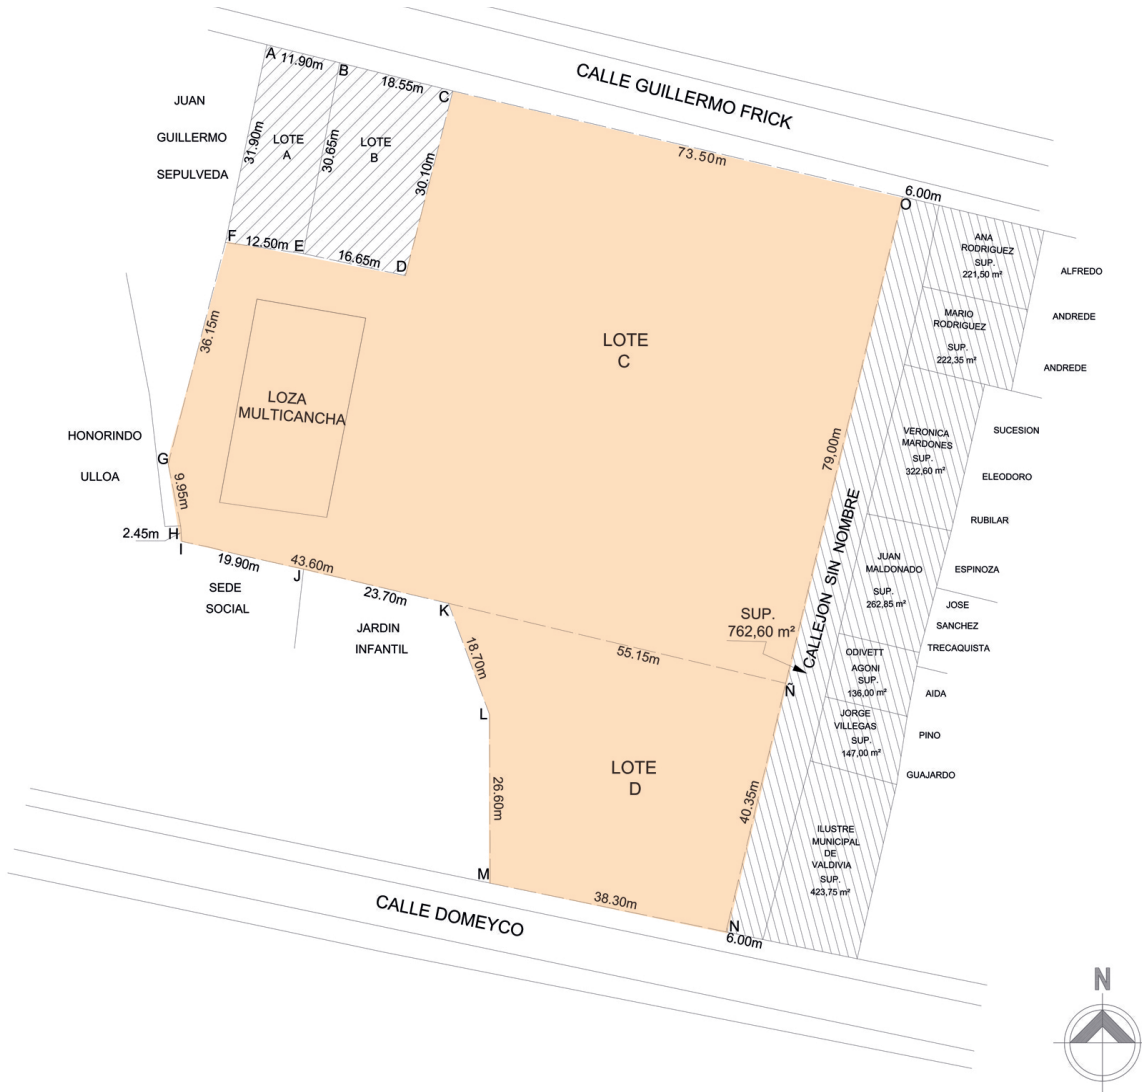 CALLE GUILLERMO FRICK
A
11.90m
B
18.55m
C
73.50m
6.00m
O
JUAN
GUILLERMO
SEPULVEDA
31.90m
LOTE
A
30.65m
LOTE
B
30.10m
F
12.50m
E
16.65m
D
ANA
RODRIGUEZ
SUP.
221,50 m²
ALFREDO
ANDREDE
ANDREDE
MARIO
RODRIGUEZ
SUP.
222,35 m²
36.15m
LOTE
C
LOZA
MULTICANCHA
HONORINDO
ULLOA
G
9.95m
2.45m
H
I
79,00m
VERONICA
MARDONES
SUP.
322,60 m²
SUCESION
ELEODORO
RUBILAR
ESPINOZA
CALLEJON SIN NOMBRE
19.90m
43.60m
J
23.70m
K
SEDE
SOCIAL
JARDIN
INFANTIL
JUAN
MALDONADO
SUP.
262,85 m²
JOSE
SANCHEZ
TRECAQUISTA
SUP.
762,60 m²
18.70m
55.15m
Ñ
ODIVETT
AGONI
SUP.
136,00 m²
AIDA
PINO
GUAJARDO
L
JORGE
VILLEGAS
SUP.
147,00 m²
LOTE
D
26.60m
40.35m
ILUSTRE
MUNICIPAL
DE
VALDIVIA
SUP.
423,75 m²
M
38.30m
N
6.00m
CALLE DOMEYCO
N